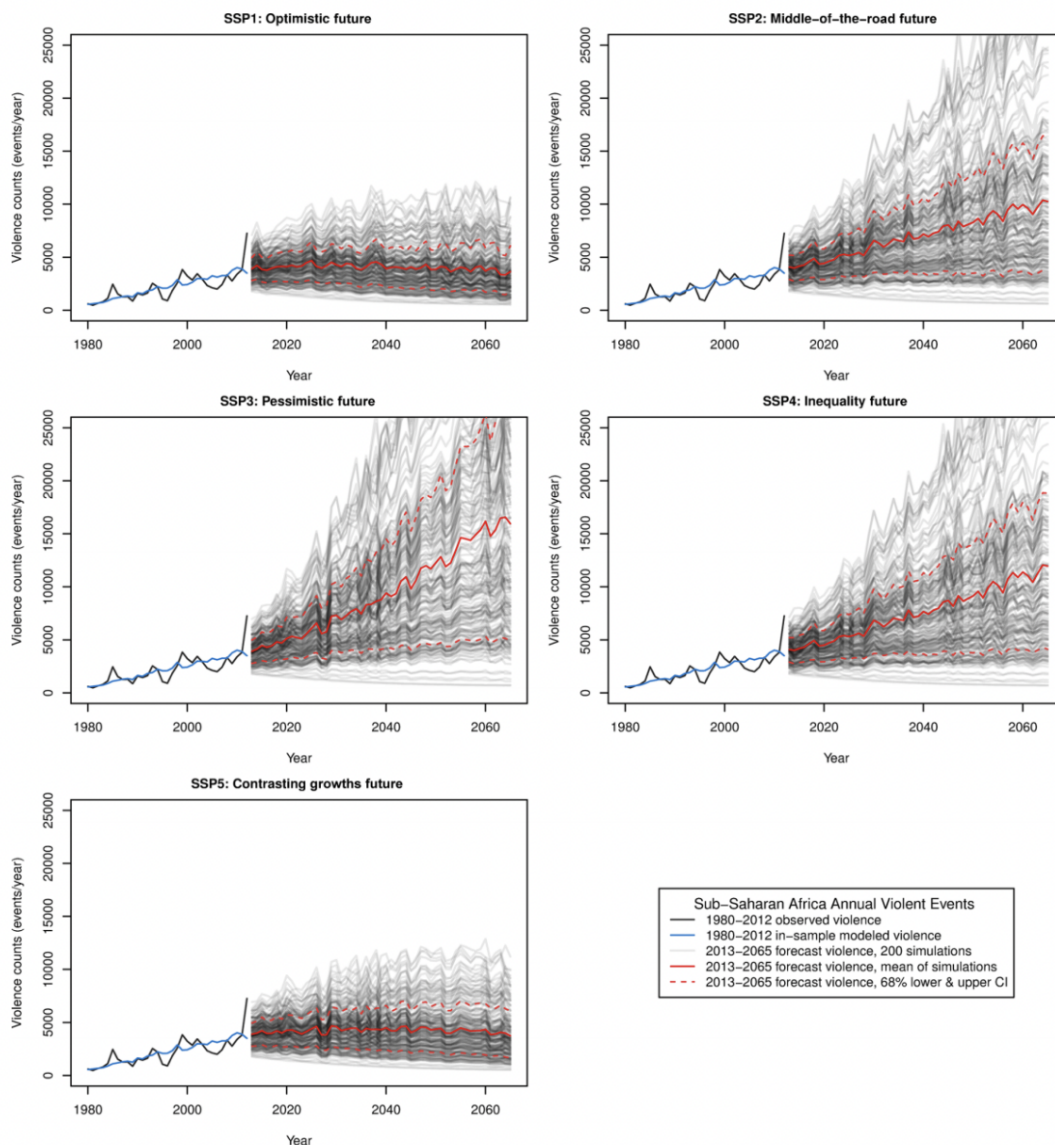 SSP1: Optimistic future
25000
20000
15000
10000
5000
0
Violence counts (events/year)
1980 2000 2020 2040 2060
Year
SSP2: Middle−of−the−road future
25000
20000
15000
10000
5000
0
Violence counts (events/year)
1980 2000 2020 2040 2060
Year
SSP3: Pessimistic future
25000
20000
15000
10000
5000
0
Violence counts (events/year)
1980 2000 2020 2040 2060
Year
SSP4: Inequality future
25000
20000
15000
10000
5000
0
Violence counts (events/year)
1980 2000 2020 2040 2060
Year
SSP5: Contrasting growths future
25000
20000
15000
10000
5000
0
Violence counts (events/year)
1980 2000 2020 2040 2060
Year
Sub−Saharan Africa Annual Violent Events
1980−2012 observed violence
1980−2012 in−sample modeled violence
2013−2065 forecast violence, 200 simulations
2013−2065 forecast violence, mean of simulations
2013−2065 forecast violence, 68% lower & upper CI